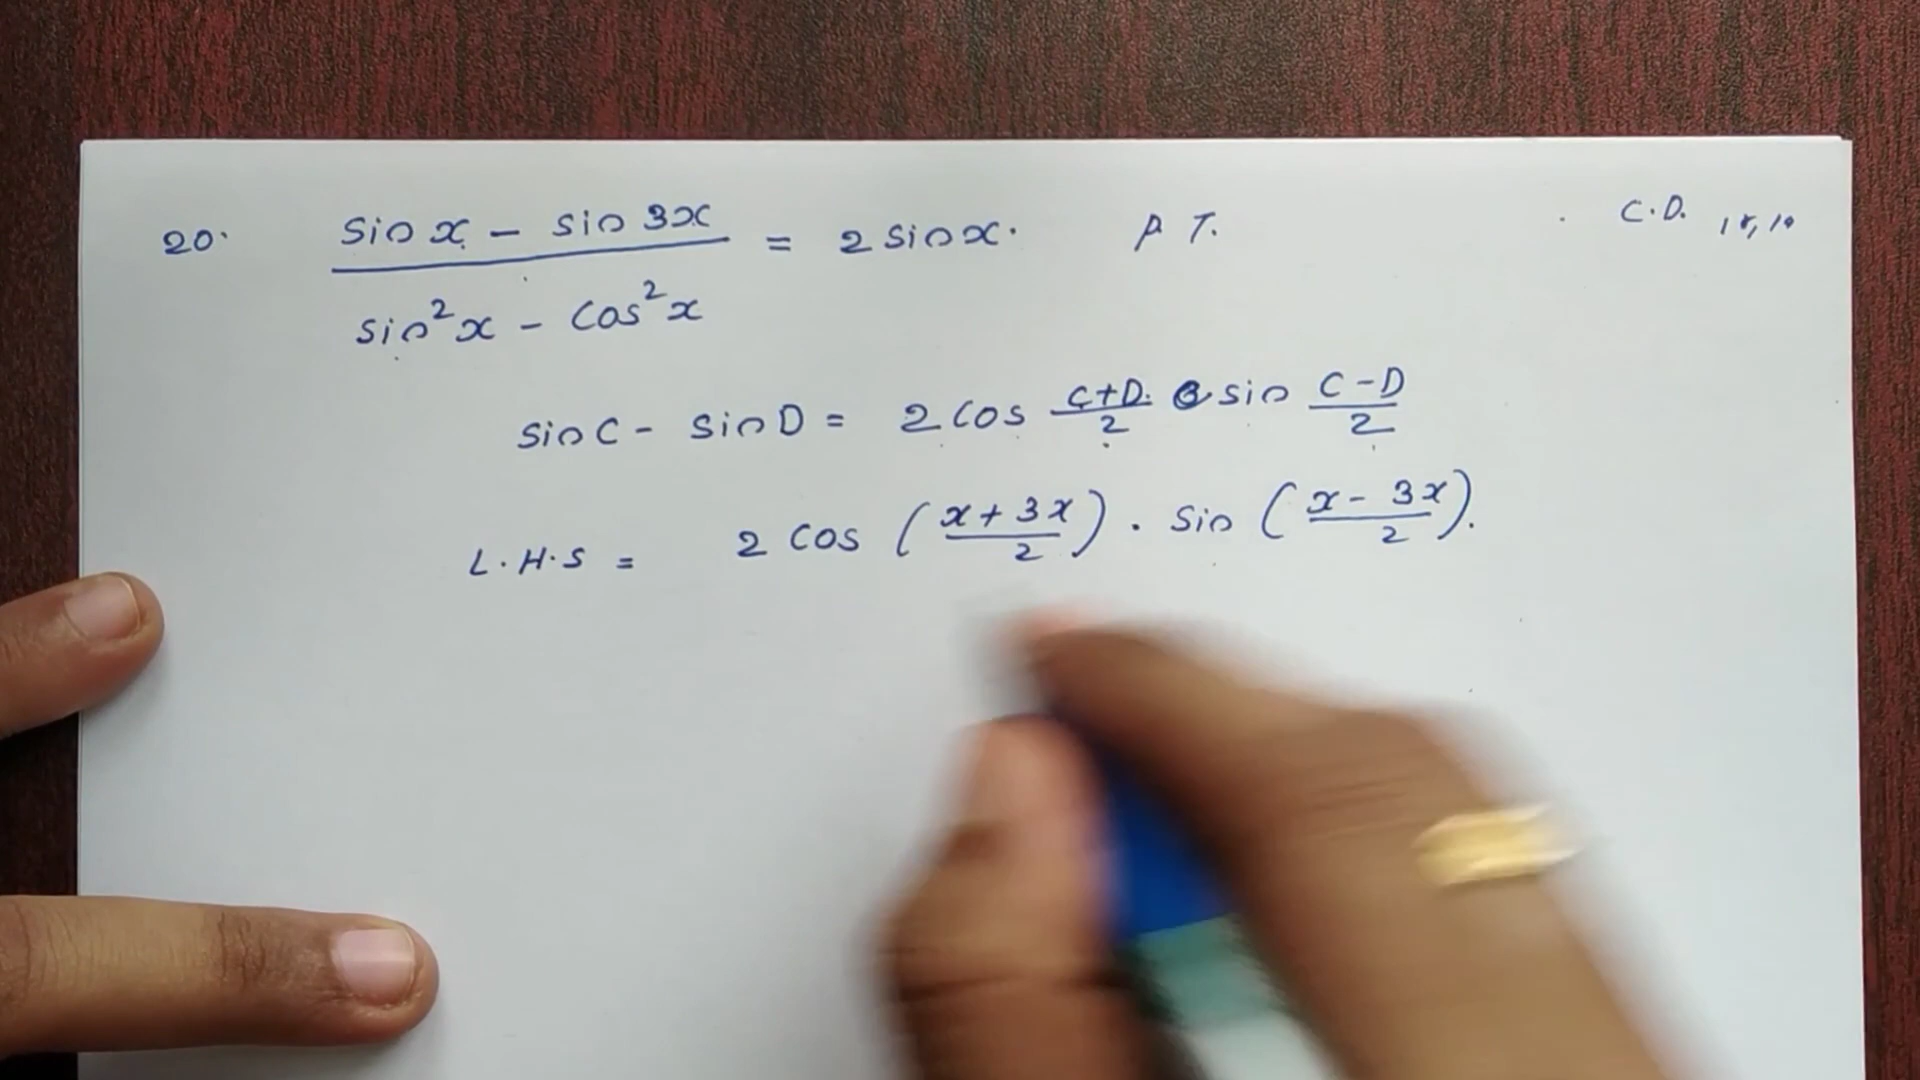 20. sin x - sin 3x / sin²x - cos²x = 2 sin x. P T. C.D.
sin C - sin D = 2 cos C+D/2 sin C-D/2
L.H.S = 2 cos (x+3x/2) . sin (x-3x/2).